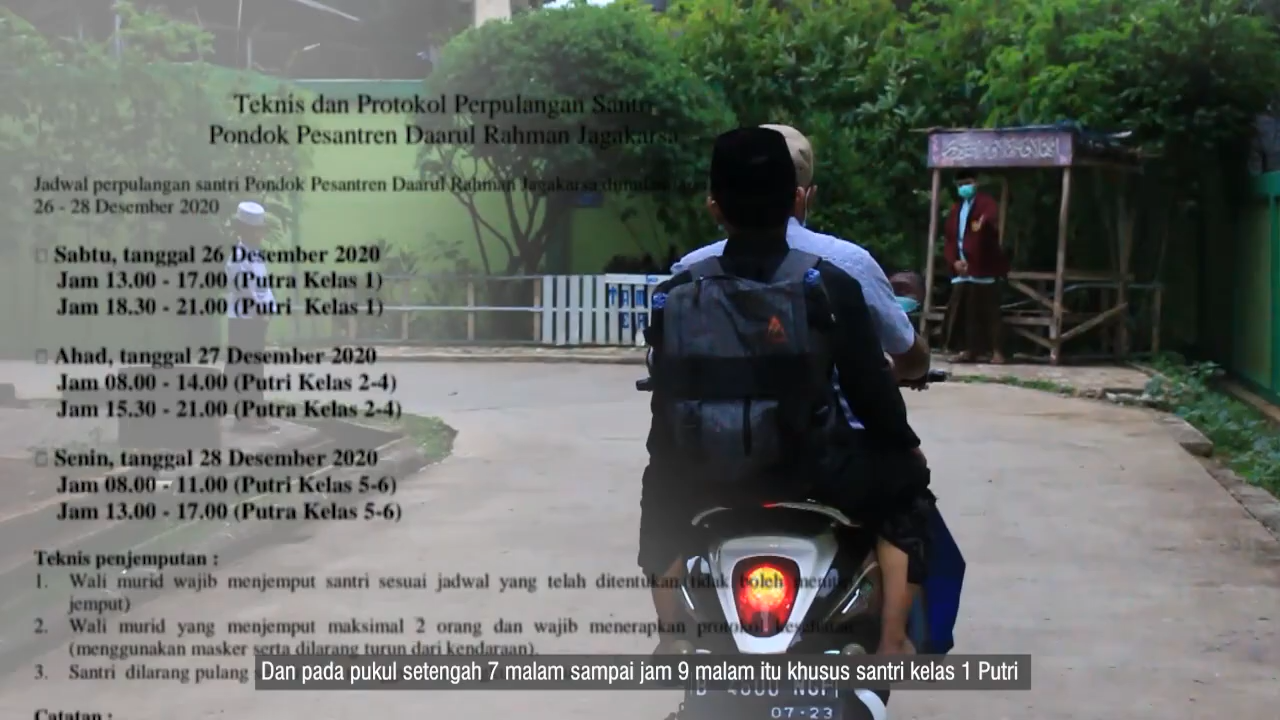 Teknis dan Protokol Perpulangan Santri
Pondok Pesantren Daarul Rahman Jagakarsa
Jadwal perpulangan santri Pondok Pesantren Daarul Rahman Jagakarsa dimulai
26 - 28 Desember 2020
Sabtu, tanggal 26 Desember 2020
Jam 13.00 - 17.00 (Putra Kelas 1)
Jam 18.30 - 21.00 (Putri Kelas 1)
Ahad, tanggal 27 Desember 2020
Jam 08.00 - 14.00 (Putri Kelas 2-4)
Jam 15.30 - 21.00 (Putra Kelas 2-4)
Senin, tanggal 28 Desember 2020
Jam 08.00 - 11.00 (Putri Kelas 5-6)
Jam 13.00 - 17.00 (Putra Kelas 5-6)
Teknis penjemputan :
1. Wali murid wajib menjemput santri sesuai jadwal yang telah ditentukan (tidak boleh menitip
jemput)
2. Wali murid yang menjemput maksimal 2 orang dan wajib menerapkan protokol kesehatan
(menggunakan masker serta dilarang turun dari kendaraan).
3. Santri dilarang pulang
Dan pada pukul setengah 7 malam sampai jam 9 malam itu khusus santri kelas 1 Putri
Catatan :
07-23